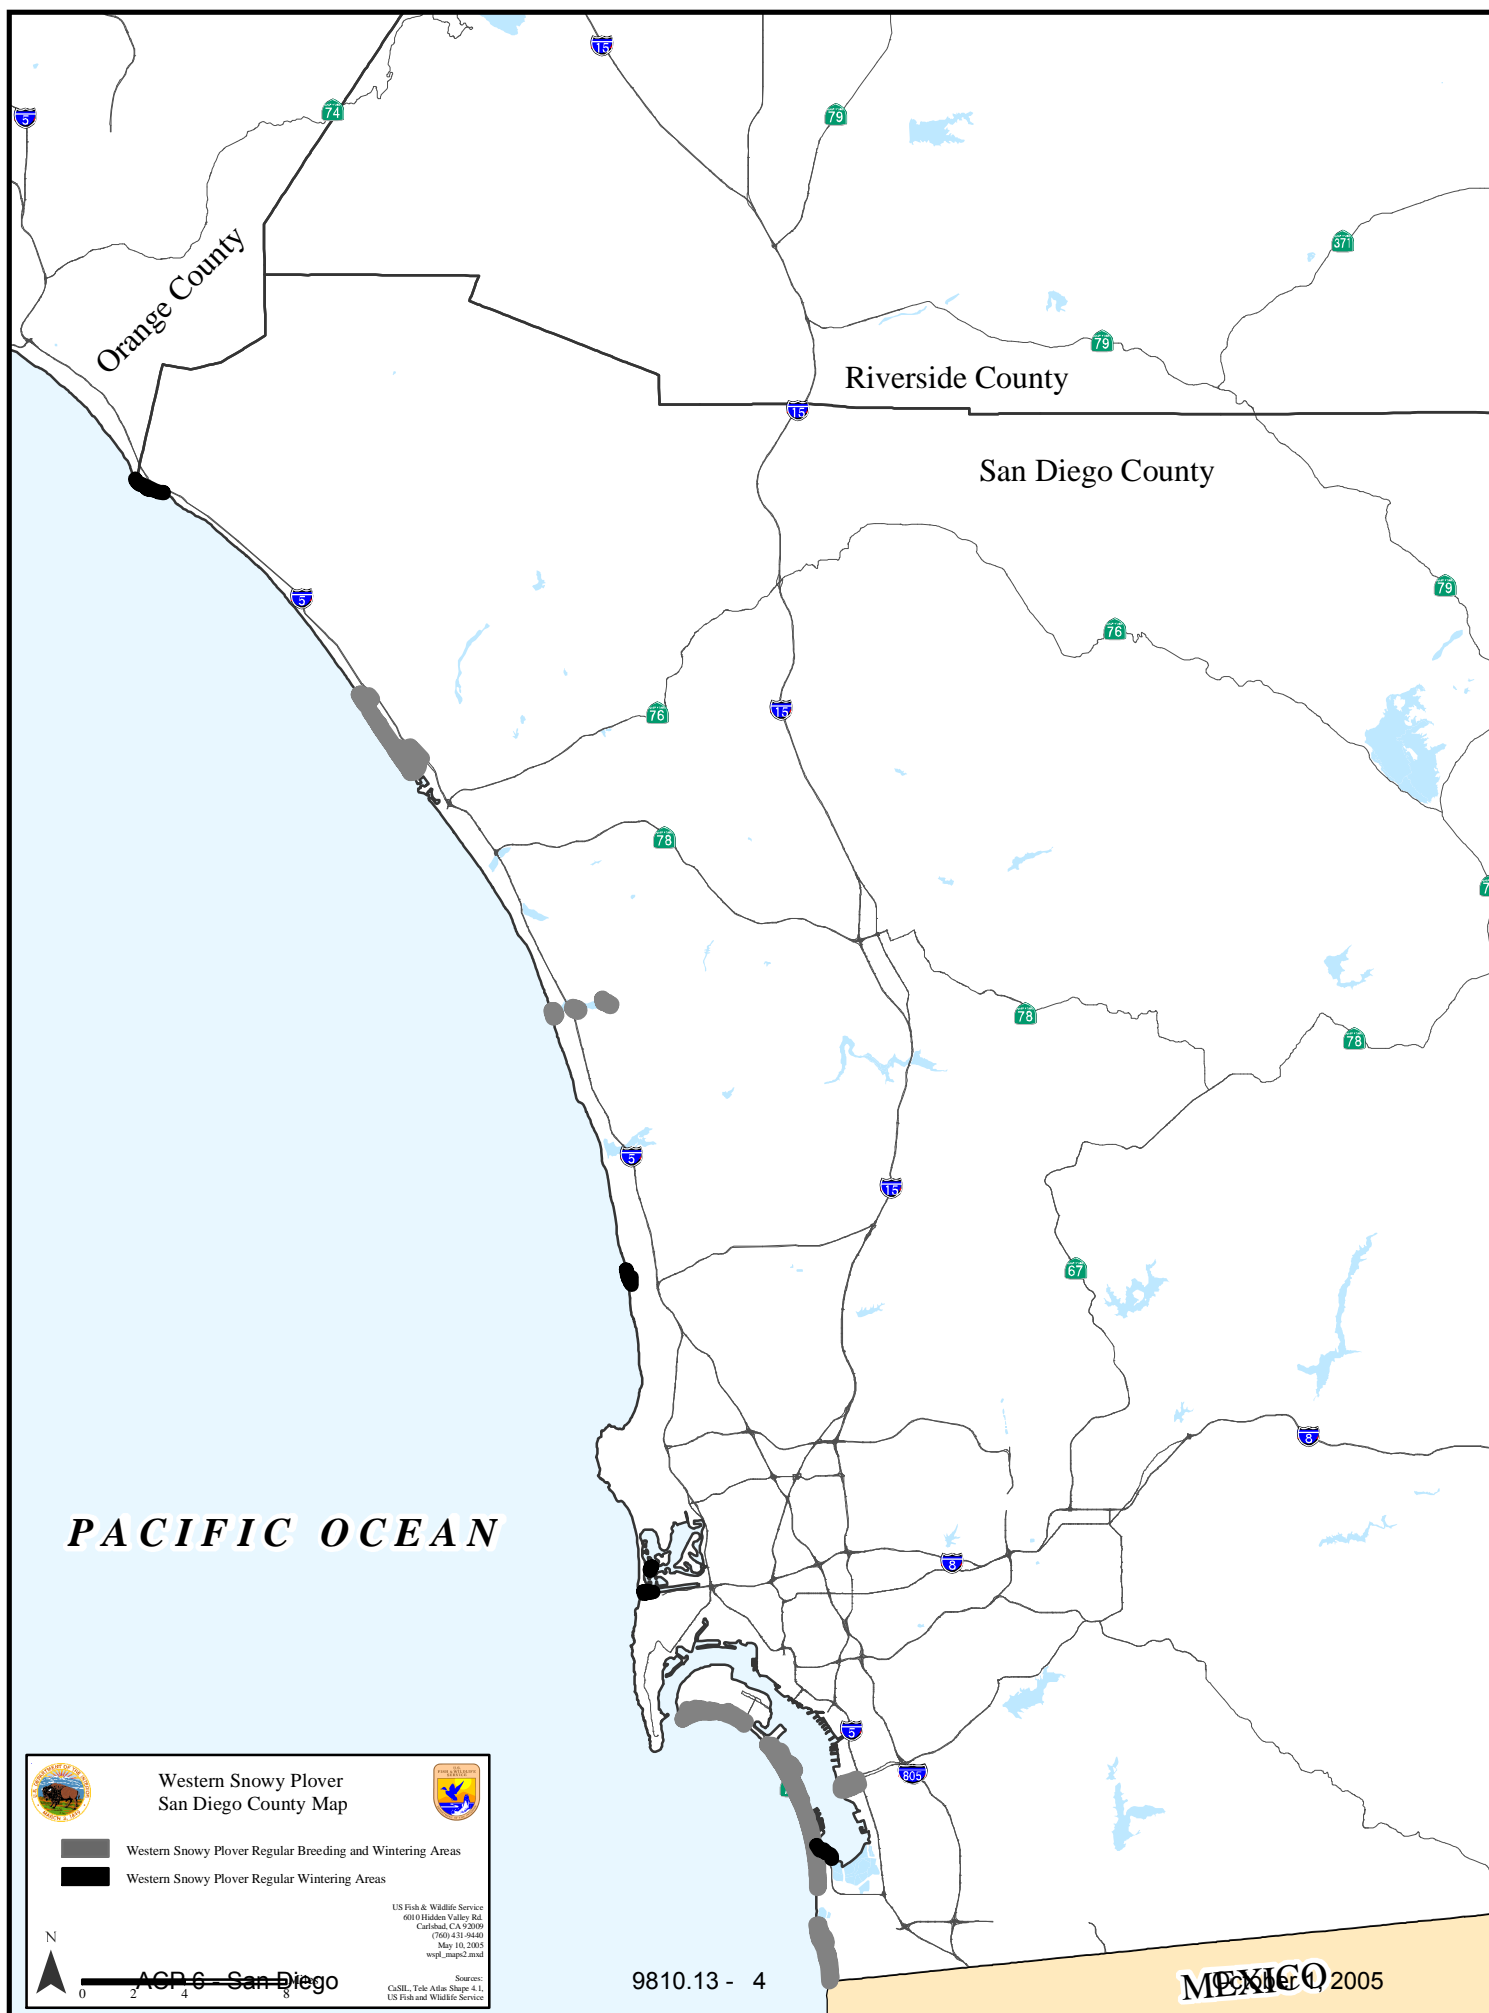 15
5
74
79
371
Orange County
79
Riverside County
15
San Diego County
79
5
76
76
15
78
78
78
5
15
67
8
PACIFIC OCEAN
8
5
805
Western Snowy Plover
San Diego County Map
Western Snowy Plover Regular Breeding and Wintering Areas
Western Snowy Plover Regular Wintering Areas
US Fish & Wildlife Service
6010 Hidden Valley Rd.
Carlsbad, CA 92009
(760) 431-9440
May 10, 2005
wspl_maps2.mxd
N
Miles
0 2 4 8
Sources:
CaSIL, Tele Atlas Shape 4.1,
US Fish and Wildlife Service
MEXICO
ACP 6 - San Diego 9810.13 - 4 October 1, 2005